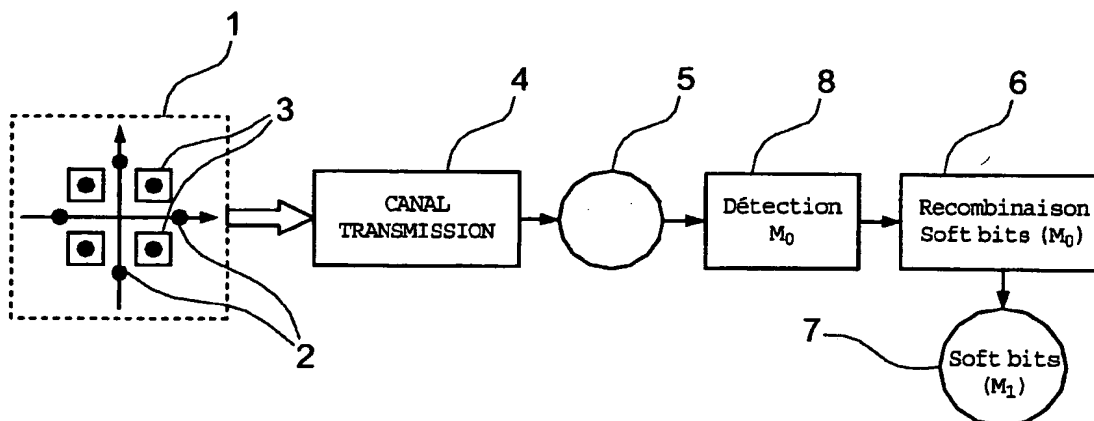 1
3
4
5
8
6
CANAL
TRANSMISSION
Détection
M₀
Recombinaison
Soft bits (M₀)
2
7
Soft bits
(M₁)